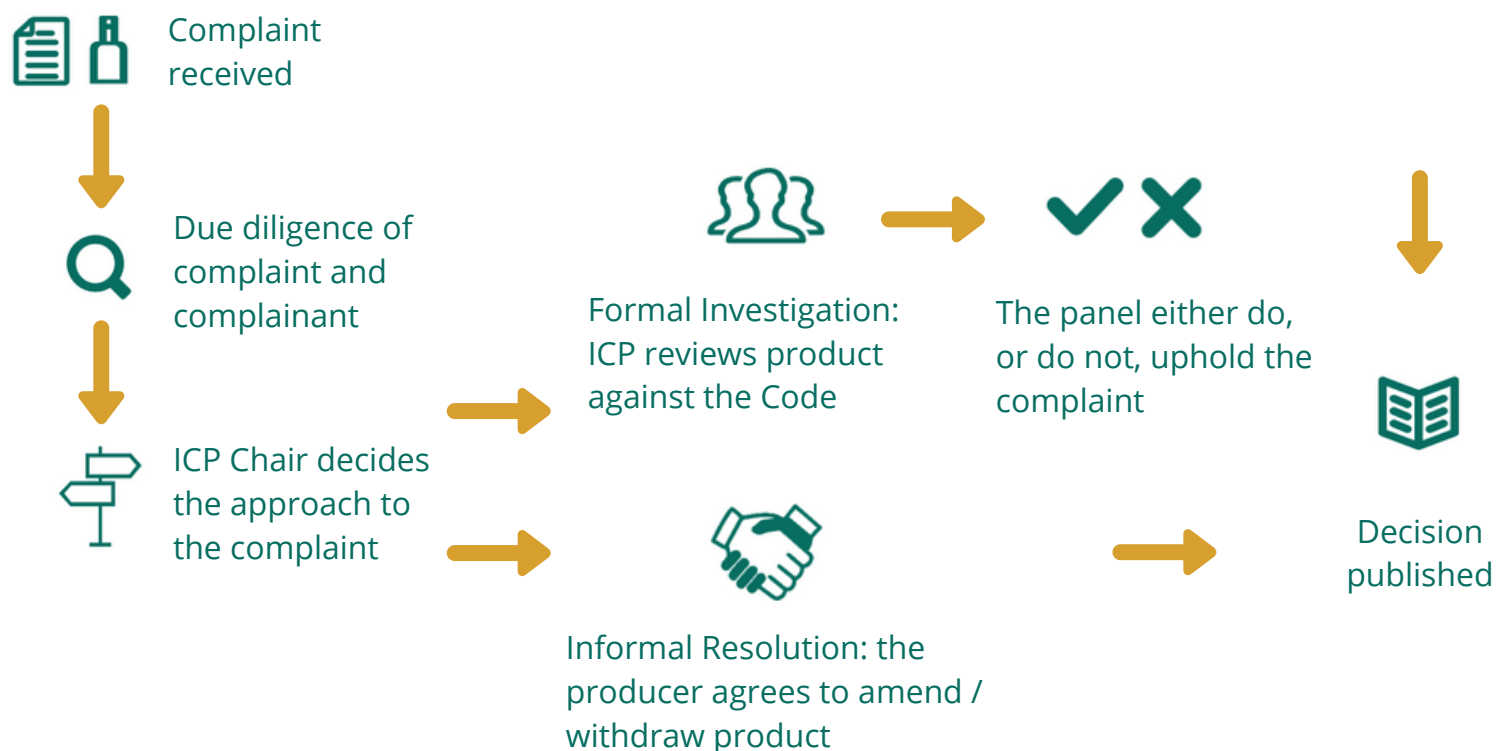 Complaint
received
Due diligence of
complaint and
complainant
ICP Chair decides
the approach to
the complaint
Formal Investigation:
ICP reviews product
against the Code
The panel either do,
or do not, uphold the
complaint
Informal Resolution: the
producer agrees to amend /
withdraw product
Decision
published